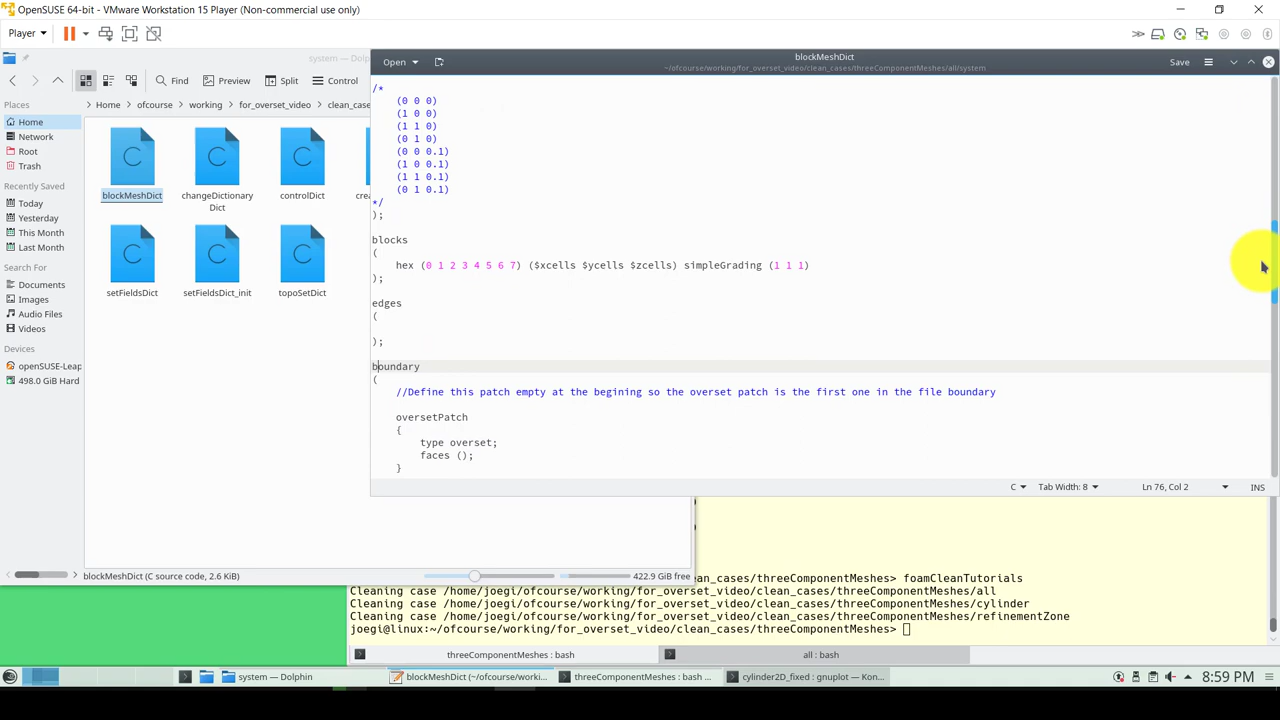 OpenSUSE 64-bit - VMware Workstation 15 Player (Non-commercial use only)
Player
system — Dolp
Find
Preview
Split
Control
Home
ofcourse
working
for_overset_video
clean_case
Places
Home
Network
Root
Trash
Recently Saved
Today
Yesterday
This Month
Last Month
Search For
Documents
Images
Audio Files
Videos
Devices
openSUSE-Leap
498.0 GiB Hard
blockMeshDict
changeDictionary
Dict
controlDict
cre
setFieldsDict
setFieldsDict_init
topoSetDict
blockMeshDict (C source code, 2.6 KiB)
422.9 GiB free
Open
blockMeshDict
~/ofcourse/working/for_overset_video/clean_cases/threeComponentMeshes/all/system
Save
/*
(0 0 0)
(1 0 0)
(1 1 0)
(0 1 0)
(0 0 0.1)
(1 0 0.1)
(1 1 0.1)
(0 1 0.1)
*/
);
blocks
(
hex (0 1 2 3 4 5 6 7) ($xcells $ycells $zcells) simpleGrading (1 1 1)
);
edges
(
);
boundary
(
//Define this patch empty at the begining so the overset patch is the first one in the file boundary
oversetPatch
{
type overset;
faces ();
}
C
Tab Width: 8
Ln 76, Col 2
INS
ean_cases/threeComponentMeshes> foamCleanTutorials
Cleaning case /home/joegi/ofcourse/working/for_overset_video/clean_cases/threeComponentMeshes/all
Cleaning case /home/joegi/ofcourse/working/for_overset_video/clean_cases/threeComponentMeshes/cylinder
Cleaning case /home/joegi/ofcourse/working/for_overset_video/clean_cases/threeComponentMeshes/refinementZone
joegi@linux:~/ofcourse/working/for_overset_video/clean_cases/threeComponentMeshes>
threeComponentMeshes : bash
all : bash
system — Dolphin
blockMeshDict (~/ofcourse/worki...
threeComponentMeshes : bash ...
cylinder2D_fixed : gnuplot — Kon...
8:59 PM